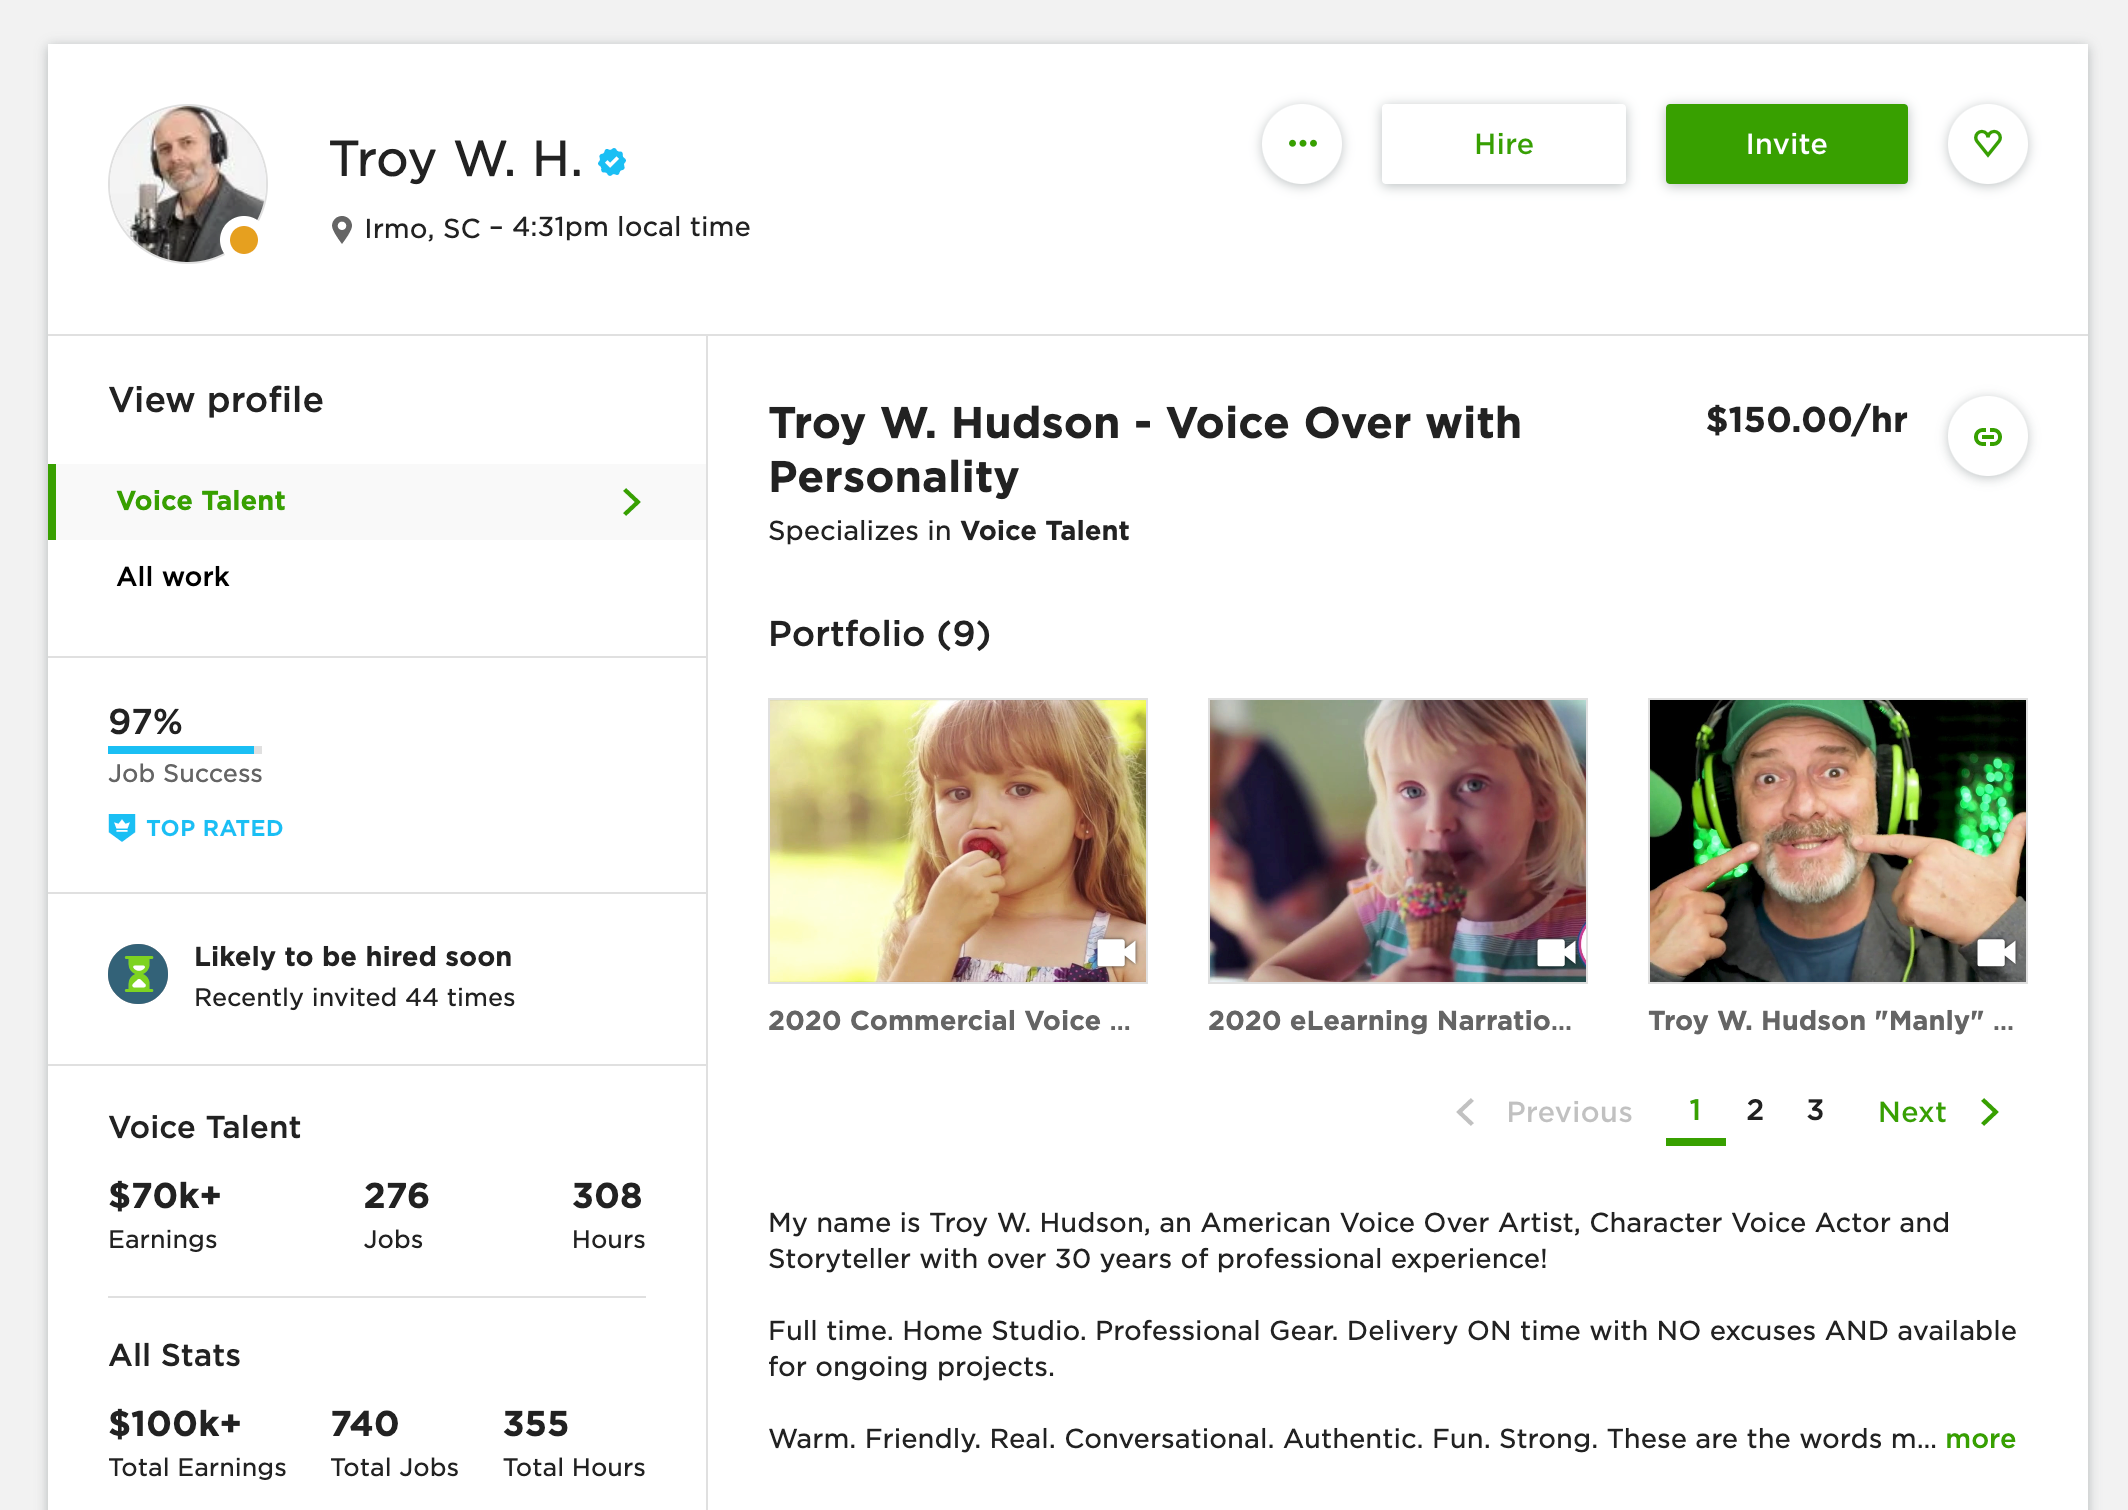 Troy W. H.
Irmo, SC – 4:31pm local time
Hire
Invite
View profile
Voice Talent
All work
97%
Job Success
TOP RATED
Likely to be hired soon
Recently invited 44 times
Voice Talent
$70k+ 276 308
Earnings Jobs Hours
All Stats
$100k+ 740 355
Total Earnings Total Jobs Total Hours
Troy W. Hudson - Voice Over with
Personality
$150.00/hr
Specializes in Voice Talent
Portfolio (9)
2020 Commercial Voice ...
2020 eLearning Narratio...
Troy W. Hudson "Manly" ...
Previous 1 2 3 Next
My name is Troy W. Hudson, an American Voice Over Artist, Character Voice Actor and
Storyteller with over 30 years of professional experience!
Full time. Home Studio. Professional Gear. Delivery ON time with NO excuses AND available
for ongoing projects.
Warm. Friendly. Real. Conversational. Authentic. Fun. Strong. These are the words m... more